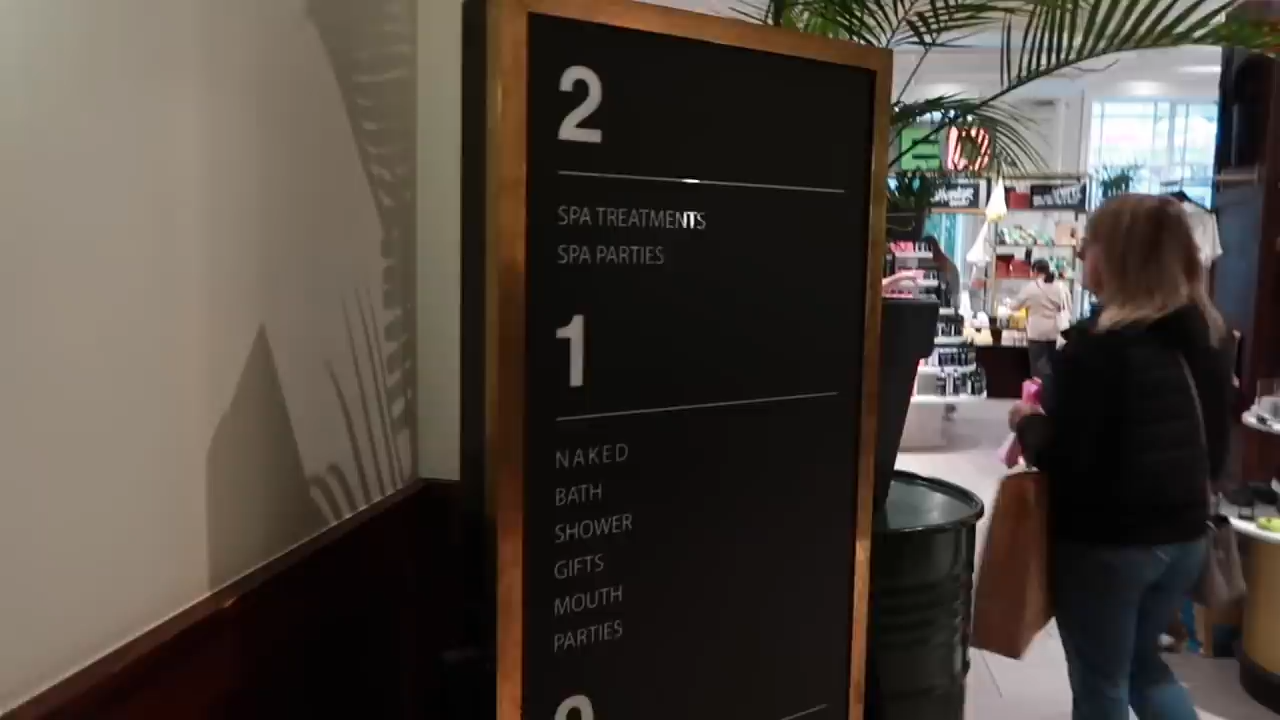 2
SPA TREATMENTS
SPA PARTIES
1
NAKED
BATH
SHOWER
GIFTS
MOUTH
PARTIES